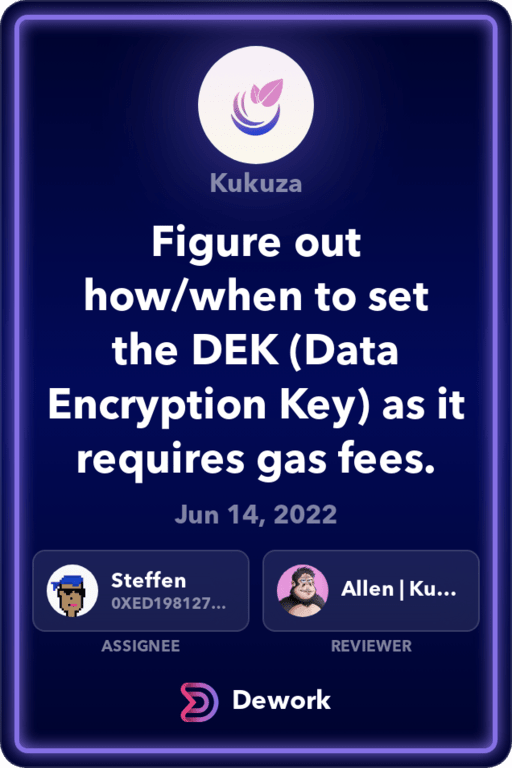 Kukuza
Figure out
how/when to set
the DEK (Data
Encryption Key) as it
requires gas fees.
Jun 14, 2022
Steffen
0XED198127...
Allen | Ku...
ASSIGNEE
REVIEWER
Dework